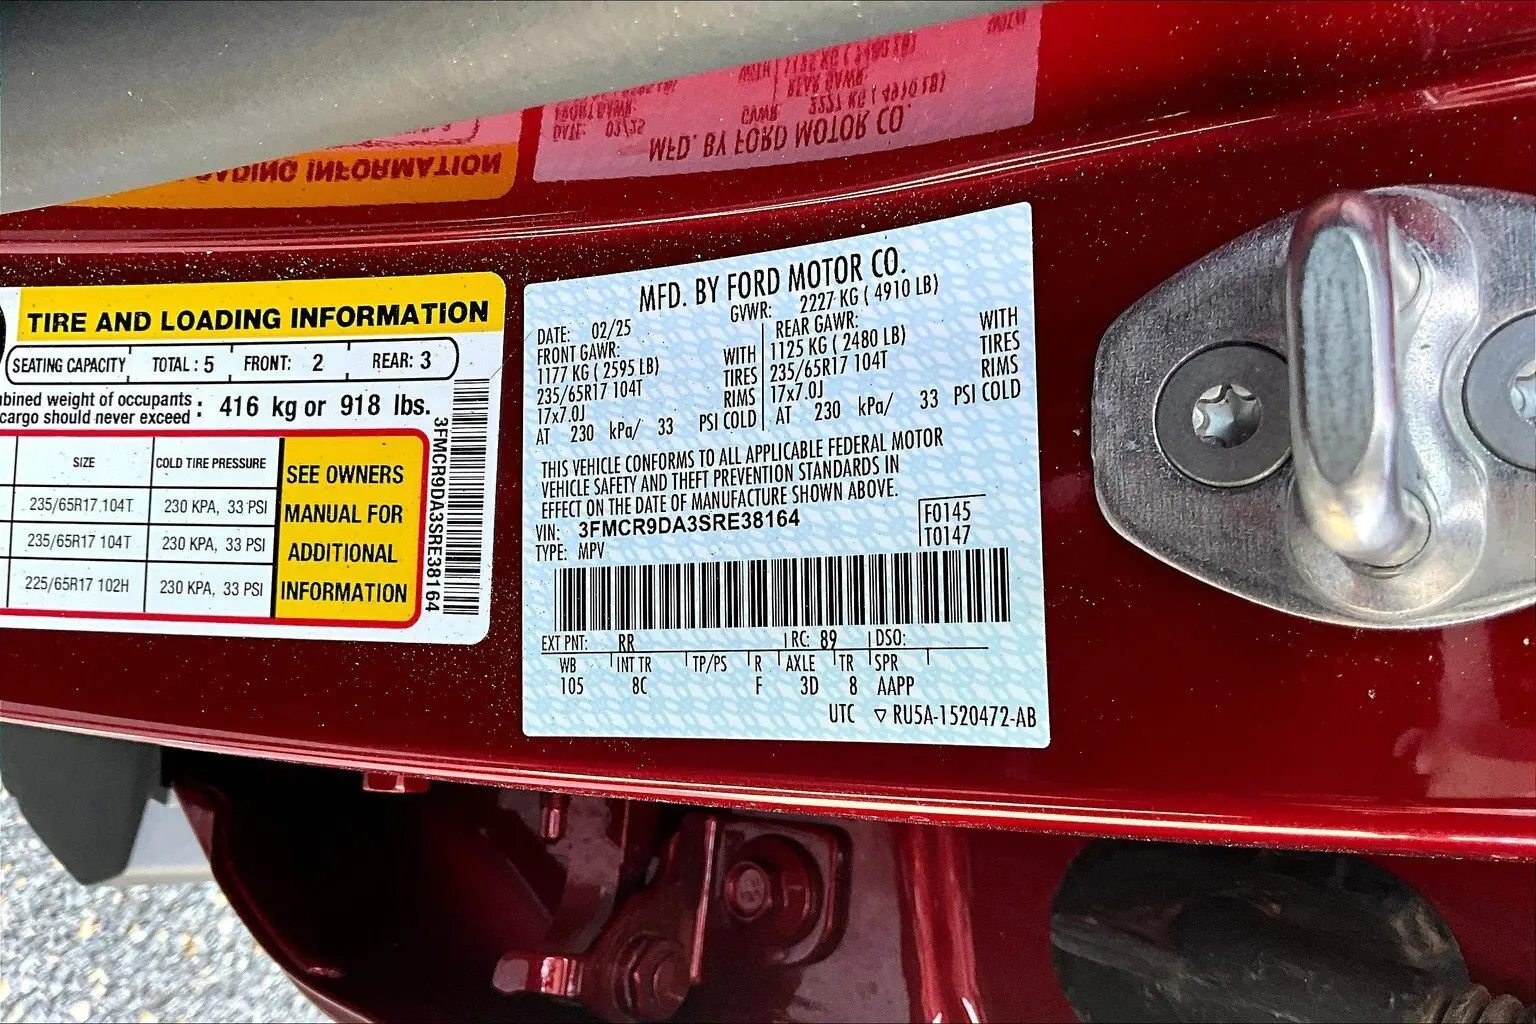 TIRE AND LOADING INFORMATION
SEATING CAPACITY TOTAL : 5 FRONT: 2 REAR: 3
of occupants
cargo should never exceed : 416 kg or 918 lbs.
SIZE COLD TIRE PRESSURE
235/65R17 104T 230 KPA, 33 PSI
235/65R17 104T 230 KPA, 33 PSI
225/65R17 102H 230 KPA, 33 PSI
SEE OWNERS
MANUAL FOR
ADDITIONAL
INFORMATION
3FMCR9DA3SRE38164
MFD. BY FORD MOTOR CO.
DATE: 02/25 GVWR: 2227 KG ( 4910 LB)
FRONT GAWR: WITH
1177 KG ( 2595 LB) TIRES
235/65R17 104T RIMS
17x7.0J
AT 230 kPa/ 33 PSI COLD
REAR GAWR: WITH
1125 KG ( 2480 LB) TIRES
235/65R17 104T RIMS
17x7.0J
AT 230 kPa/ 33 PSI COLD
THIS VEHICLE CONFORMS TO ALL APPLICABLE FEDERAL MOTOR
VEHICLE SAFETY AND THEFT PREVENTION STANDARDS IN
EFFECT ON THE DATE OF MANUFACTURE SHOWN ABOVE.
VIN: 3FMCR9DA3SRE38164 F0145
TYPE: MPV T0147
EXT PNT: RR RC: 89 DSO:
WB INT TR TP/PS R AXLE TR SPR
105 8C F 3D 8 AAPP
UTC ▽ RU5A-1520472-AB